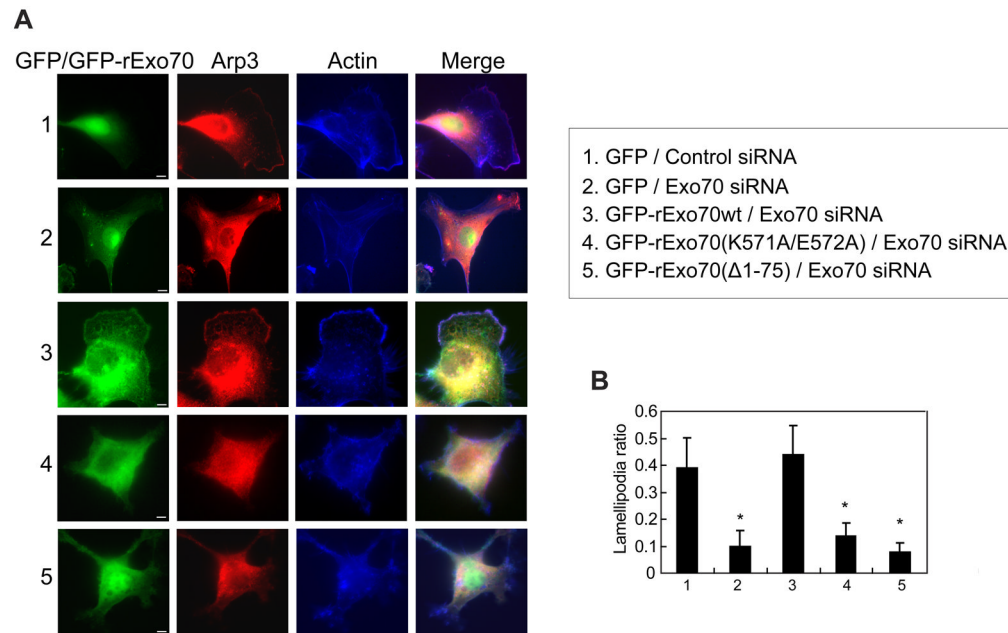 A
GFP/GFP-rExo70 Arp3 Actin Merge
1
2
3
4
5
1. GFP / Control siRNA
2. GFP / Exo70 siRNA
3. GFP-rExo70wt / Exo70 siRNA
4. GFP-rExo70(K571A/E572A) / Exo70 siRNA
5. GFP-rExo70(Δ1-75) / Exo70 siRNA
B
Lamellipodia ratio
0.6
0.5
0.4
0.3
0.2
0.1
0
* * *
1 2 3 4 5